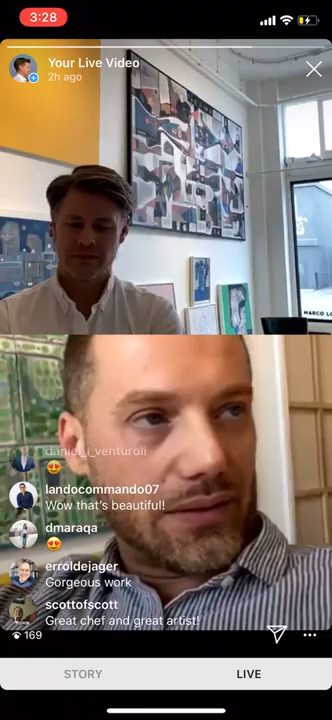 3:28
Your Live Video
2h ago
MARCO LO
daniel_i_venturoli
landocommando07
Wow that's beautiful!
dmaraqa
erroldejager
Gorgeous work
scottofscott
Great chef and great artist!
169
STORY
LIVE